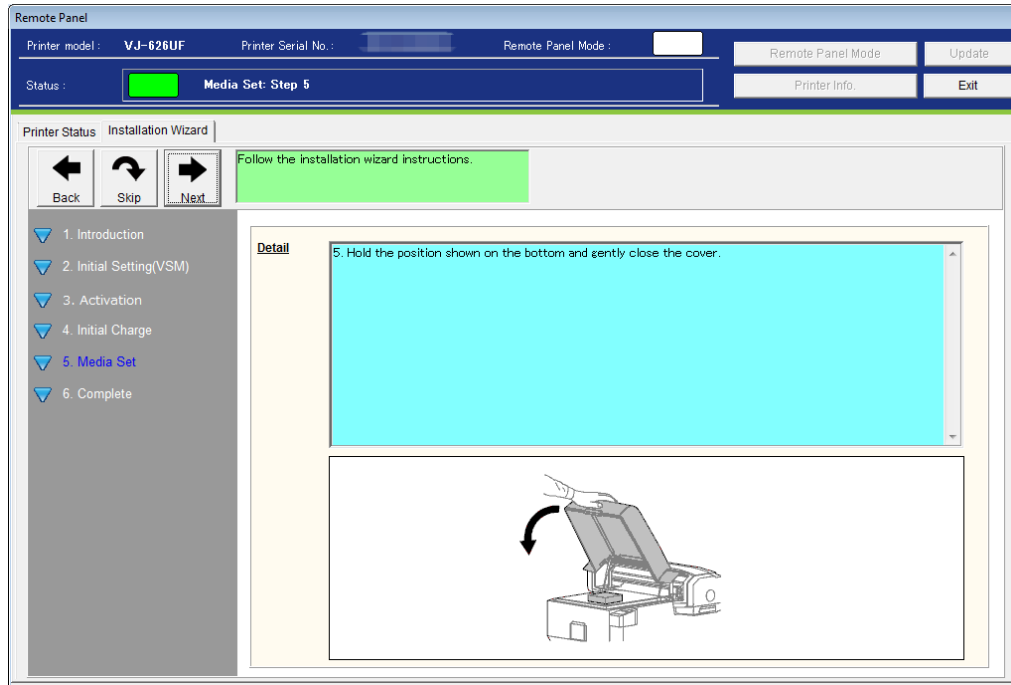 Remote Panel
Printer model : VJ-626UF Printer Serial No. : Remote Panel Mode :
Remote Panel Mode Update
Status : Media Set: Step 5
Printer Info. Exit
Printer Status Installation Wizard
Back Skip Next
Follow the installation wizard instructions.
1. Introduction
2. Initial Setting(VSM)
3. Activation
4. Initial Charge
5. Media Set
6. Complete
Detail
5. Hold the position shown on the bottom and gently close the cover.